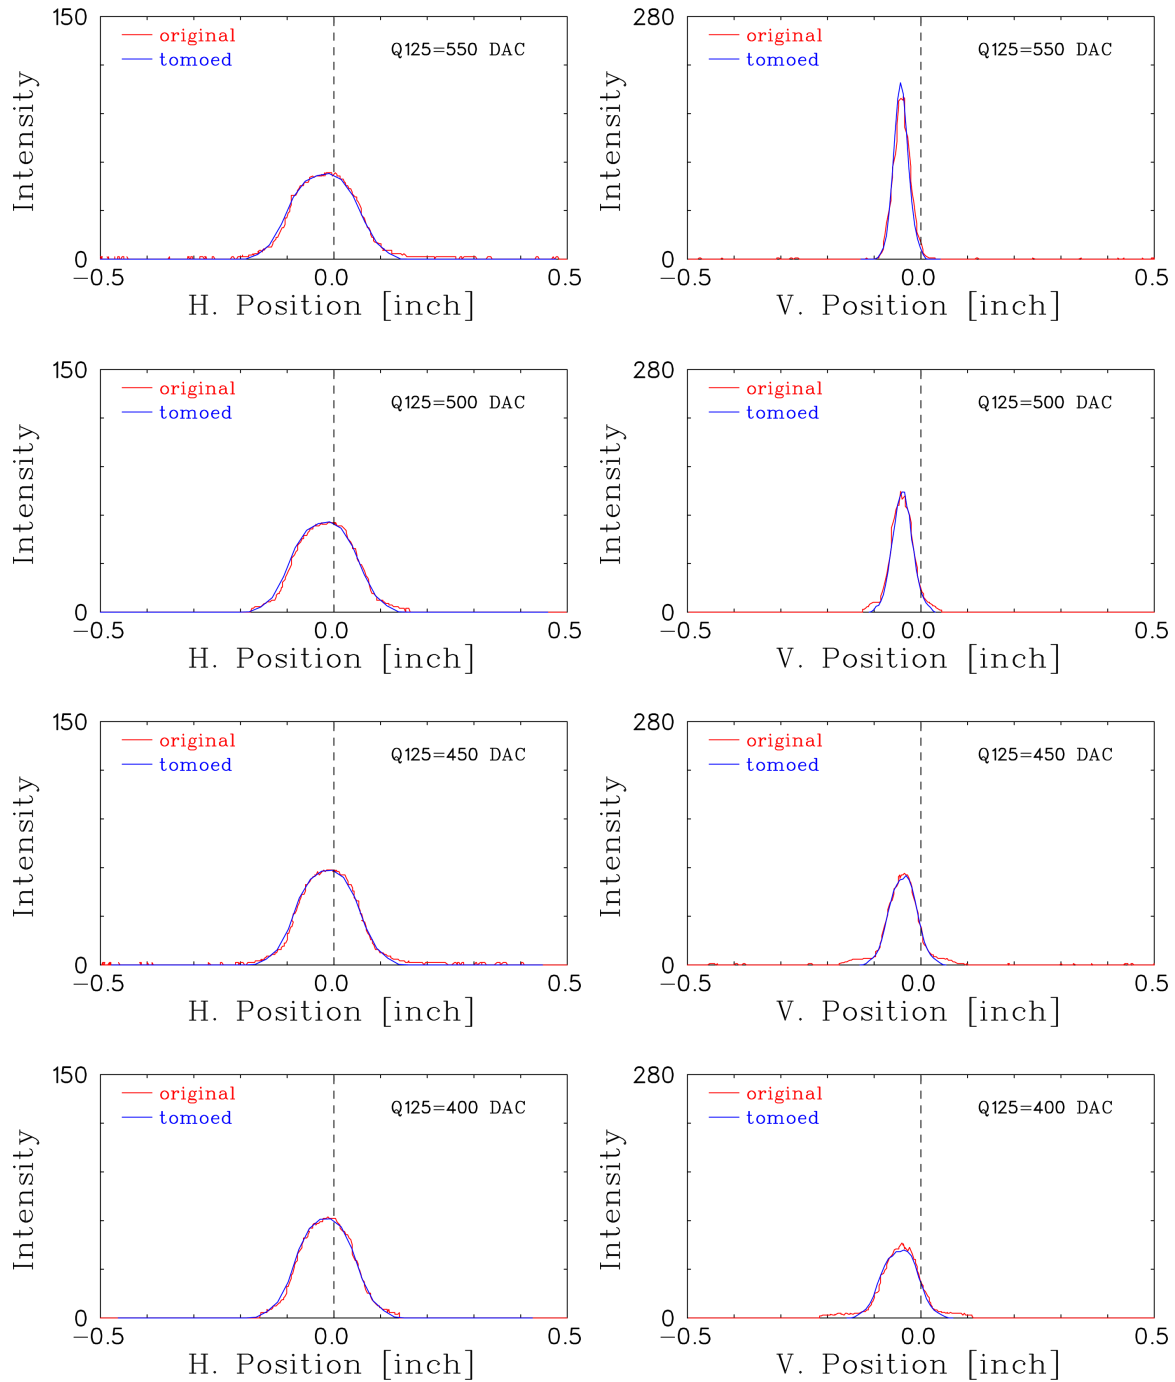 150
original
tomoed
Q125=550 DAC
Intensity
0
−0.5 0.0 0.5
H. Position [inch]
280
original
tomoed
Q125=550 DAC
Intensity
0
−0.5 0.0 0.5
V. Position [inch]
150
original
tomoed
Q125=500 DAC
Intensity
0
−0.5 0.0 0.5
H. Position [inch]
280
original
tomoed
Q125=500 DAC
Intensity
0
−0.5 0.0 0.5
V. Position [inch]
150
original
tomoed
Q125=450 DAC
Intensity
0
−0.5 0.0 0.5
H. Position [inch]
280
original
tomoed
Q125=450 DAC
Intensity
0
−0.5 0.0 0.5
V. Position [inch]
150
original
tomoed
Q125=400 DAC
Intensity
0
−0.5 0.0 0.5
H. Position [inch]
280
original
tomoed
Q125=400 DAC
Intensity
0
−0.5 0.0 0.5
V. Position [inch]